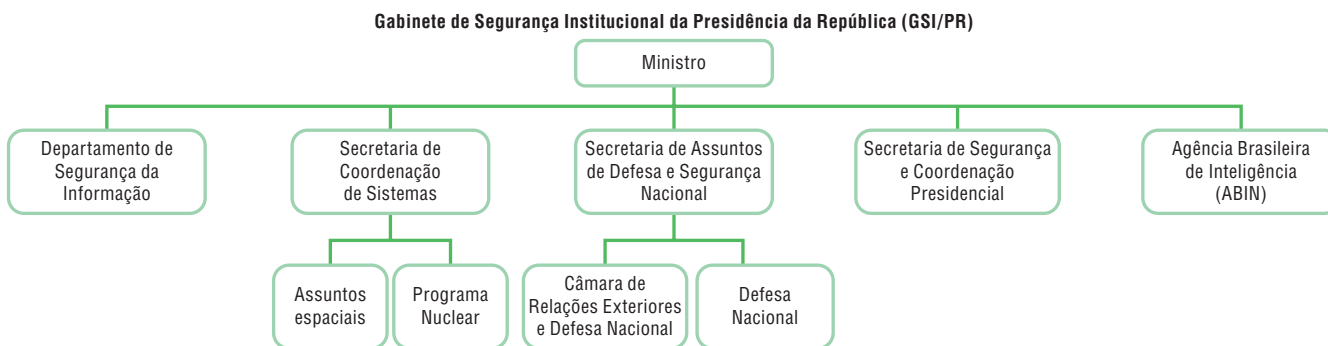 Gabinete de Segurança Institucional da Presidência da República (GSI/PR)
Ministro
Departamento de
Segurança da
Informação
Secretaria de
Coordenação
de Sistemas
Secretaria de Assuntos
de Defesa e Segurança
Nacional
Secretaria de Segurança
e Coordenação
Presidencial
Agência Brasileira
de Inteligência
(ABIN)
Assuntos
espaciais
Programa
Nuclear
Câmara de
Relações Exteriores
e Defesa Nacional
Defesa
Nacional